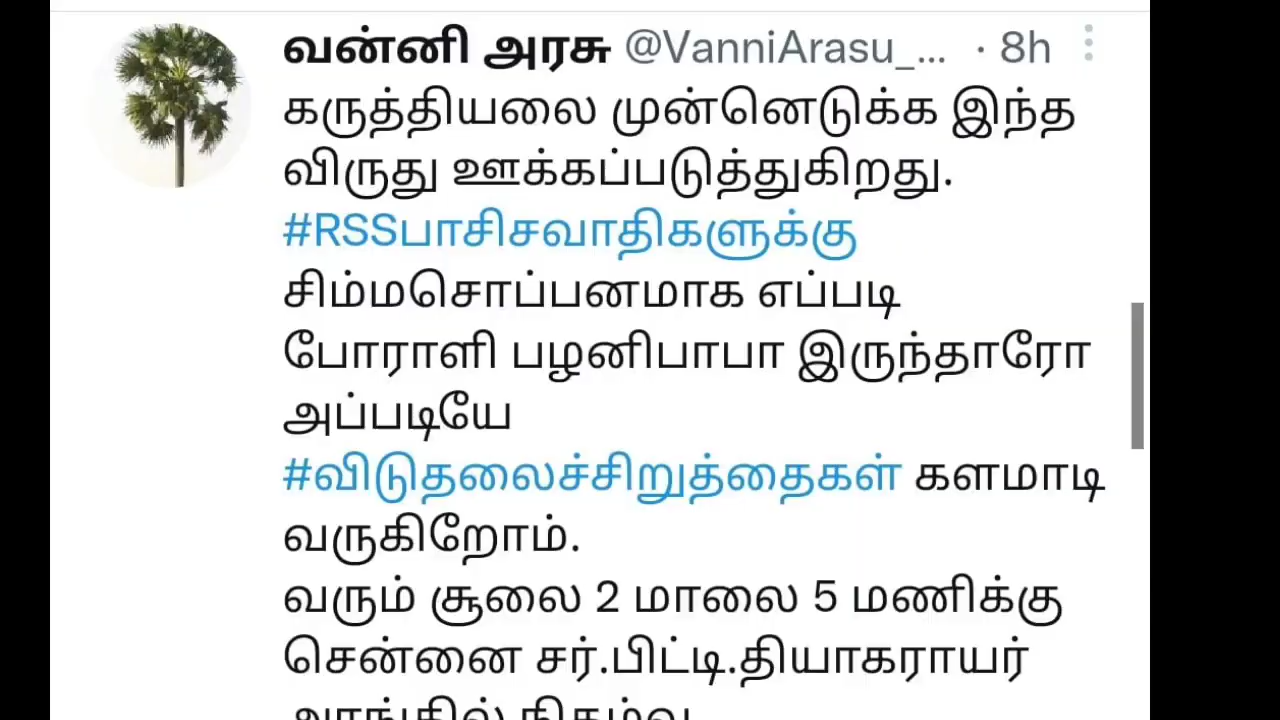 வன்னி அரசு @VanniArasu_... · 8h
கருத்தியலை முன்னெடுக்க இந்த
விருது ஊக்கப்படுத்துகிறது.
#RSSபாசிசவாதிகளுக்கு
சிம்மசொப்பனமாக எப்படி
போராளி பழனிபாபா இருந்தாரோ
அப்படியே
#விடுதலைச்சிறுத்தைகள் களமாடி
வருகிறோம்.
வரும் சூலை 2 மாலை 5 மணிக்கு
சென்னை சர்.பிட்டி.தியாகராயர்